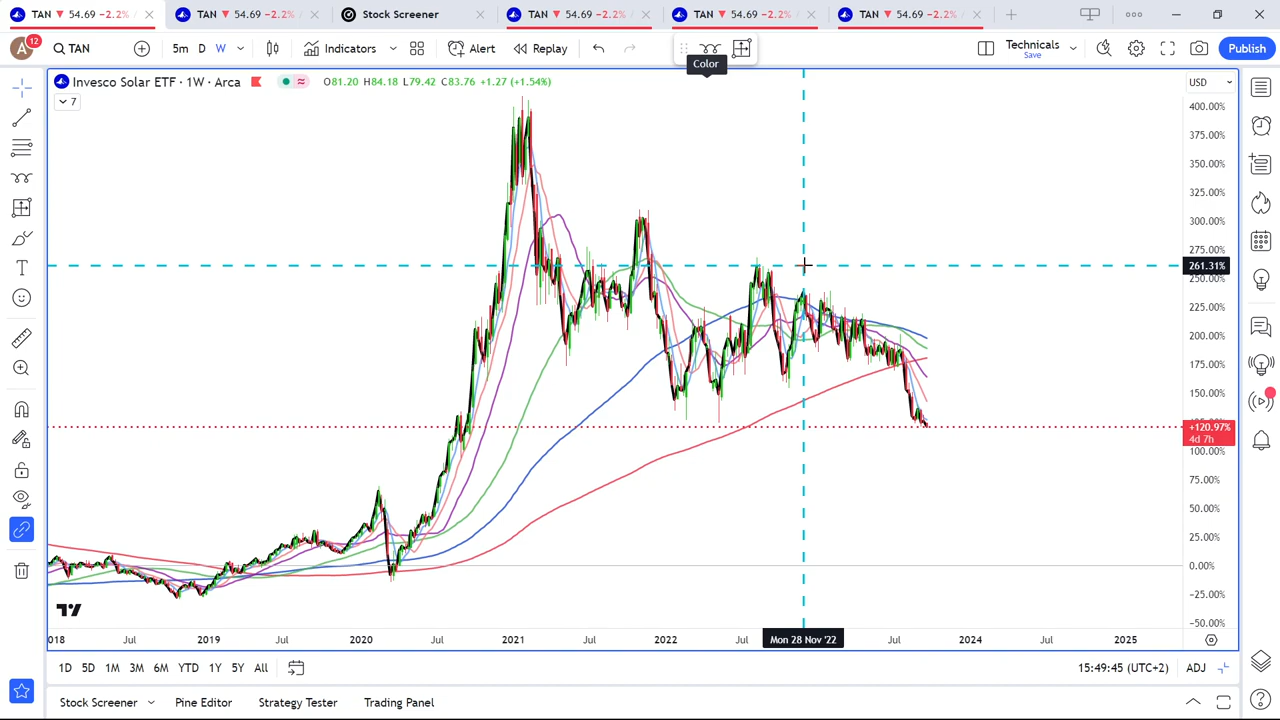 TAN ▼ 54.69 −2.2% /
TAN ▼ 54.69 −2.2% /
Stock Screener
TAN ▼ 54.69 −2.2% /
TAN ▼ 54.69 −2.2% /
TAN ▼ 54.69 −2.2% /
A 12
TAN
5m D W
Indicators
Alert
Replay
Technicals
Save
Publish
Color
Invesco Solar ETF · 1W · Arca
O81.20 H84.18 L79.42 C83.76 +1.27 (+1.54%)
USD
7
400.00%
375.00%
350.00%
325.00%
300.00%
275.00%
261.31%
250.00%
225.00%
200.00%
175.00%
150.00%
+120.97%
4d 7h
100.00%
75.00%
50.00%
25.00%
0.00%
−25.00%
−50.00%
2018 Jul 2019 Jul 2020 Jul 2021 Jul 2022 Jul Mon 28 Nov '22 Jul 2024 Jul 2025
1D 5D 1M 3M 6M YTD 1Y 5Y All
15:49:45 (UTC+2) ADJ
Stock Screener Pine Editor Strategy Tester Trading Panel